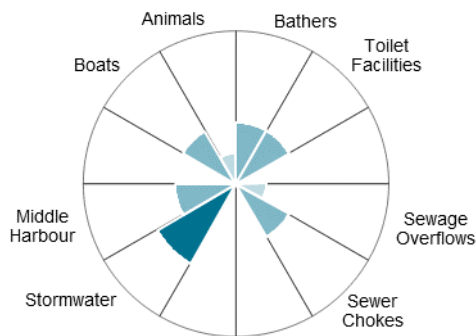 Animals
Bathers
Toilet
Facilities
Boats
Middle
Harbour
Sewage
Overflows
Stormwater
Sewer
Chokes